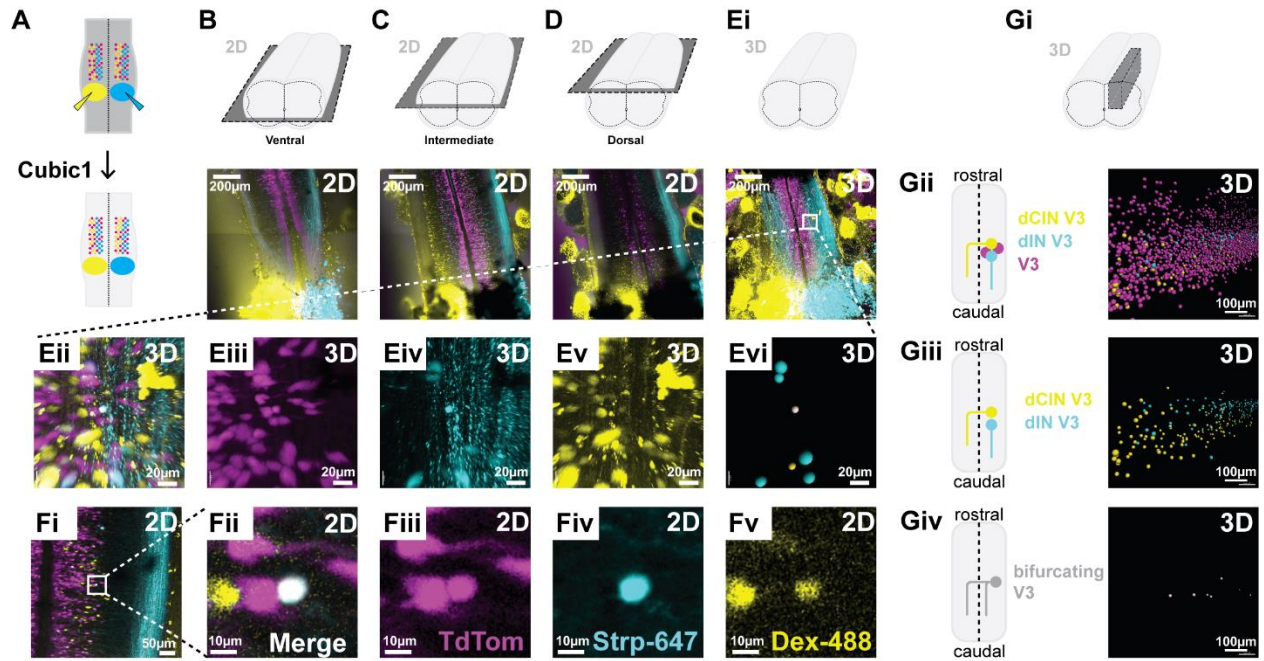 A
B
C
D
Ei
Gi
2D
2D
2D
3D
3D
Ventral
Intermediate
Dorsal
Cubic1
200µm
2D
200µm
2D
200µm
2D
200µm
3D
Gii
rostral
dCIN V3
dIN V3
V3
caudal
3D
100µm
Eii
3D
20µm
Eiii
3D
20µm
Eiv
3D
20µm
Ev
3D
20µm
Evi
3D
20µm
Giii
rostral
dCIN V3
dIN V3
caudal
3D
100µm
Fi
2D
50µm
Fii
2D
10µm
Merge
Fiii
2D
10µm
TdTom
Fiv
2D
10µm
Strp-647
Fv
2D
10µm
Dex-488
Giv
rostral
bifurcating
V3
caudal
3D
100µm